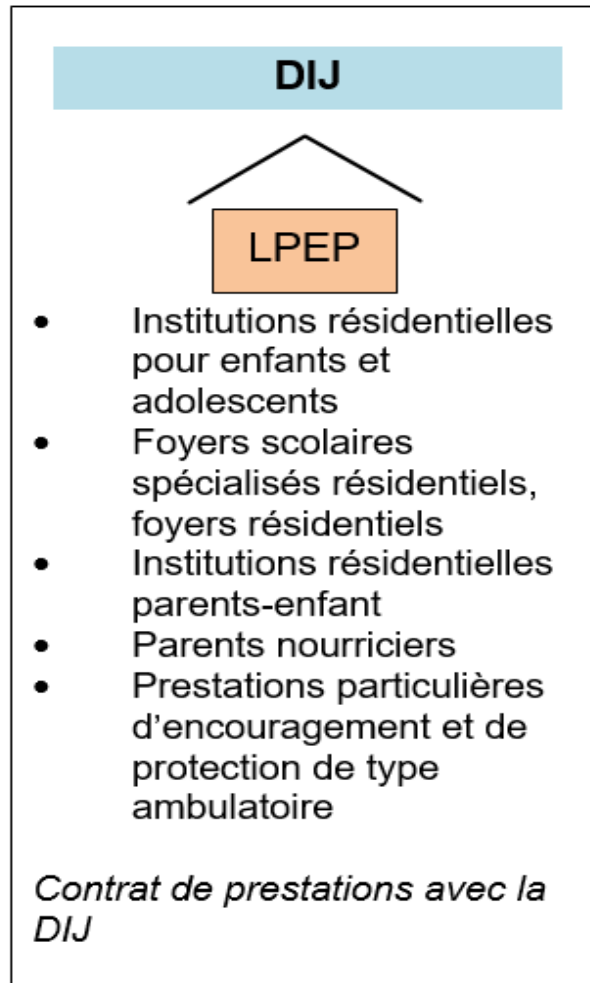 DIJ
LPEP
• Institutions résidentielles
pour enfants et
adolescents
• Foyers scolaires
spécialisés résidentiels,
foyers résidentiels
• Institutions résidentielles
parents-enfant
• Parents nourriciers
• Prestations particulières
d'encouragement et de
protection de type
ambulatoire
Contrat de prestations avec la
DIJ